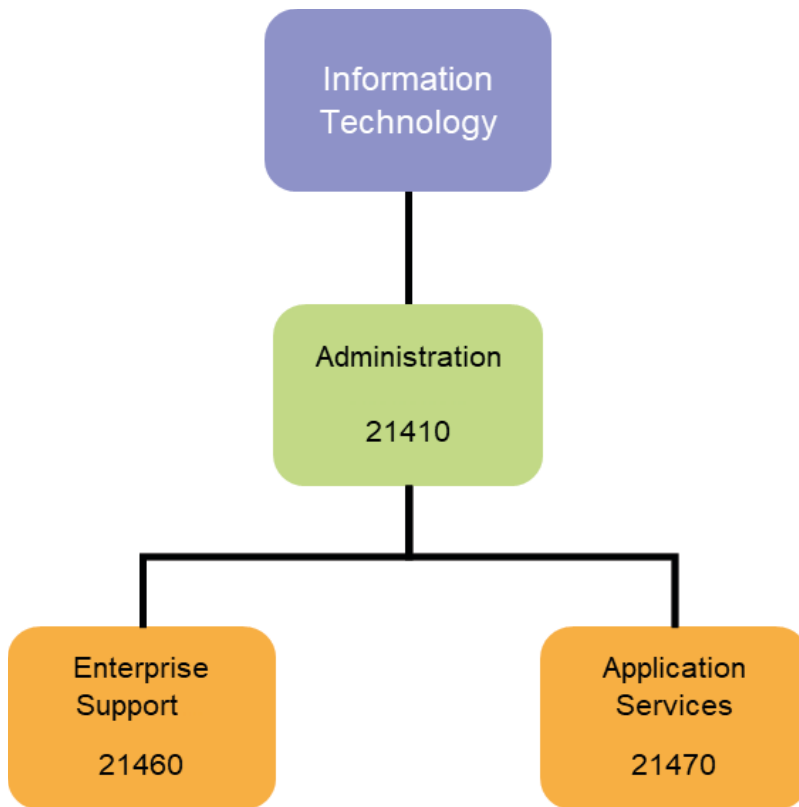 Information
Technology
Administration
21410
Enterprise
Support
21460
Application
Services
21470